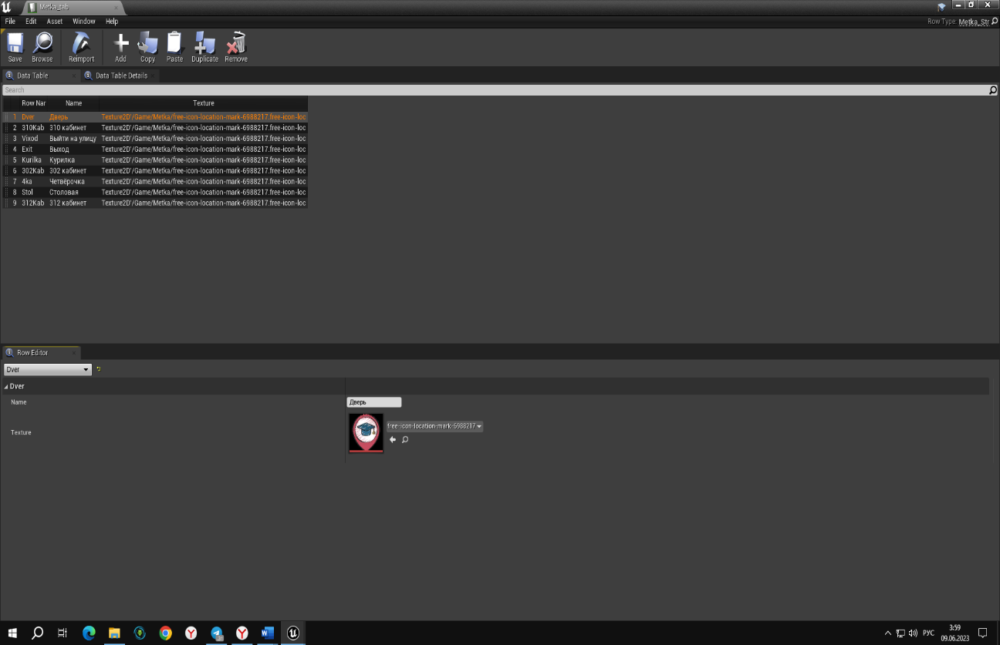 Metka_tab
File Edit Asset Window Help
Row Type: Metka_Str
Save Browse Reimport Add Copy Paste Duplicate Remove
Data Table Data Table Details
Search
Row Nar Name Texture
1 Dver Дверь Texture2D'/Game/Metka/free-icon-location-mark-6988217.free-icon-loc
2 310Kab 310 кабинет Texture2D'/Game/Metka/free-icon-location-mark-6988217.free-icon-loc
3 Vixod Выйти на улицу Texture2D'/Game/Metka/free-icon-location-mark-6988217.free-icon-loc
4 Exit Выход Texture2D'/Game/Metka/free-icon-location-mark-6988217.free-icon-loc
5 Kurilka Курилка Texture2D'/Game/Metka/free-icon-location-mark-6988217.free-icon-loc
6 302Kab 302 кабинет Texture2D'/Game/Metka/free-icon-location-mark-6988217.free-icon-loc
7 4ka Четвёрочка Texture2D'/Game/Metka/free-icon-location-mark-6988217.free-icon-loc
8 Stol Столовая Texture2D'/Game/Metka/free-icon-location-mark-6988217.free-icon-loc
9 312Kab 312 кабинет Texture2D'/Game/Metka/free-icon-location-mark-6988217.free-icon-loc
Row Editor
Dver
Dver
Name Дверь
Texture free-icon-location-mark-6988217
РУС
3:59
09.06.2023